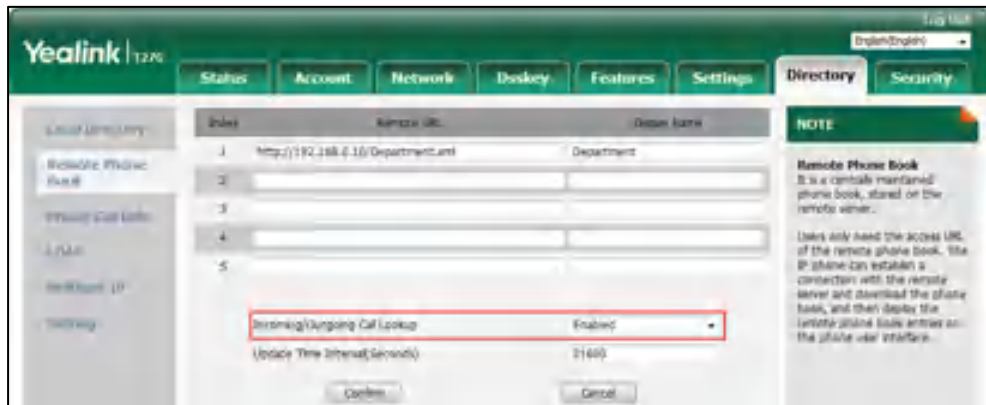 Log Out
English(English)
Yealink
Status
Account
Network
Dsskey
Features
Settings
Directory
Security
Local Directory
Remote Phone
Book
Phone Call Info
LDAP
Multicast IP
Setting
Index
Remote URL
Display Name
1
http://192.168.0.10/Department.xml
Department
2
3
4
5
Incoming/Outgoing Call Lookup
Enabled
Update Time Interval(Seconds)
21600
Confirm
Cancel
NOTE
Remote Phone Book
It is a centrally maintained
phone book, stored on the
remote server.
Users only need the access URL
of the remote phone book. The
IP phone can establish a
connection with the remote
server and download the phone
book, and then display the
remote phone book entries on
the phone user interface.